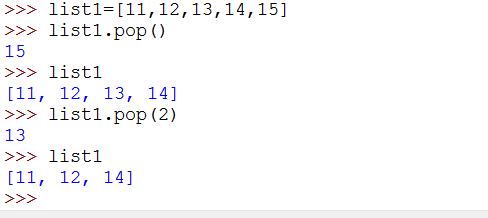 >>> list1=[11,12,13,14,15]
>>> list1.pop()
15
>>> list1
[11, 12, 13, 14]
>>> list1.pop(2)
13
>>> list1
[11, 12, 14]
>>>